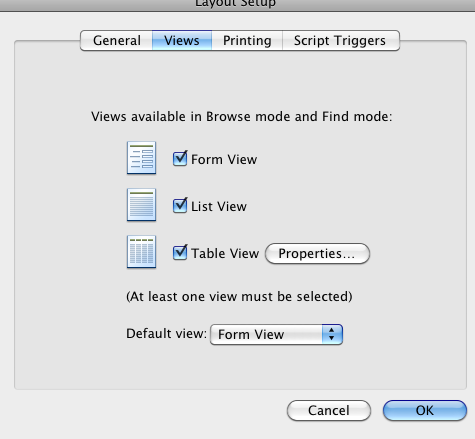 Layout Setup
General Views Printing Script Triggers
Views available in Browse mode and Find mode:
Form View
List View
Table View Properties...
(At least one view must be selected)
Default view: Form View
Cancel OK